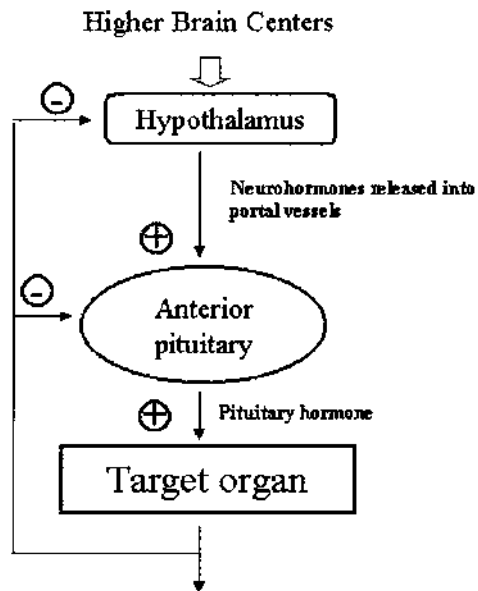 Higher Brain Centers
-
Hypothalamus
Neurohormones released into
portal vessels
+
-
Anterior
pituitary
+
Pituitary hormone
Target organ